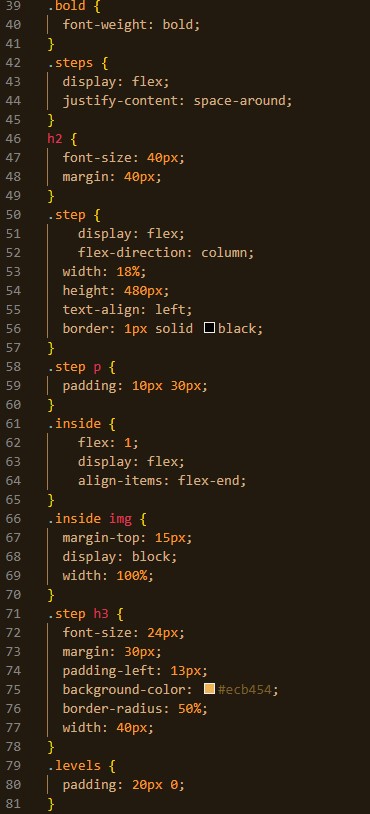 39 .bold {
40   font-weight: bold;
41 }
42 .steps {
43   display: flex;
44   justify-content: space-around;
45 }
46 h2 {
47   font-size: 40px;
48   margin: 40px;
49 }
50 .step {
51     display: flex;
52     flex-direction: column;
53   width: 18%;
54   height: 480px;
55   text-align: left;
56   border: 1px solid black;
57 }
58 .step p {
59   padding: 10px 30px;
60 }
61 .inside {
62     flex: 1;
63     display: flex;
64     align-items: flex-end;
65 }
66 .inside img {
67   margin-top: 15px;
68   display: block;
69   width: 100%;
70 }
71 .step h3 {
72   font-size: 24px;
73   margin: 30px;
74   padding-left: 13px;
75   background-color: #ecb454;
76   border-radius: 50%;
77   width: 40px;
78 }
79 .levels {
80   padding: 20px 0;
81 }